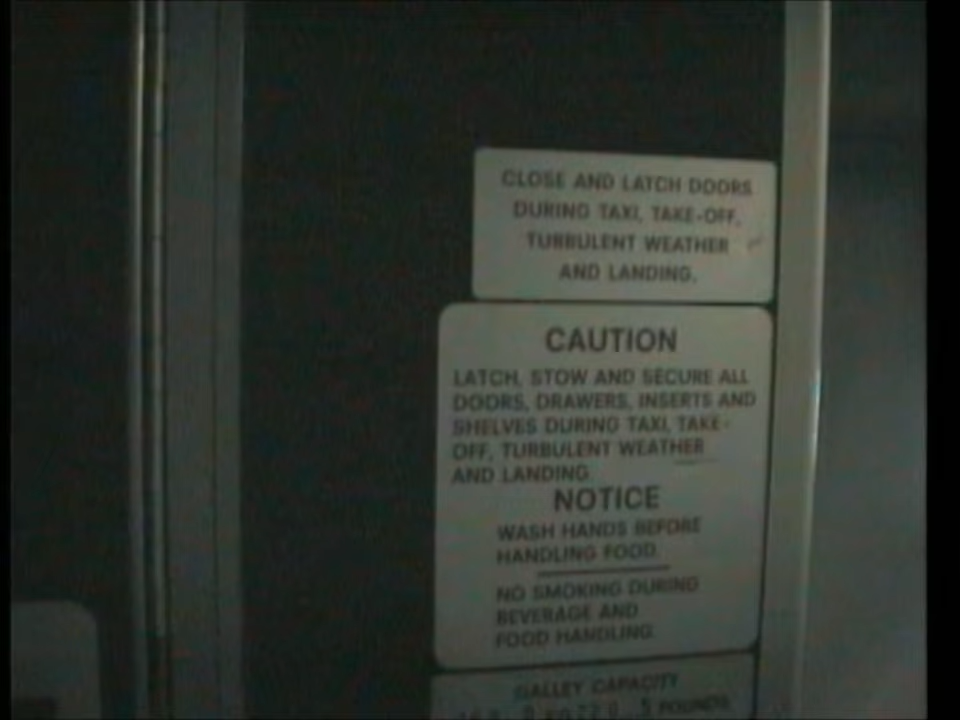 CLOSE AND LATCH DOORS
DURING TAXI, TAKE-OFF,
TURBULENT WEATHER
AND LANDING.
CAUTION
LATCH, STOW AND SECURE ALL
DOORS, DRAWERS, INSERTS AND
SHELVES DURING TAXI, TAKE-
OFF, TURBULENT WEATHER
AND LANDING.
NOTICE
WASH HANDS BEFORE
HANDLING FOOD.
NO SMOKING DURING
BEVERAGE AND
FOOD HANDLING.
GALLEY CAPACITY
POUNDS